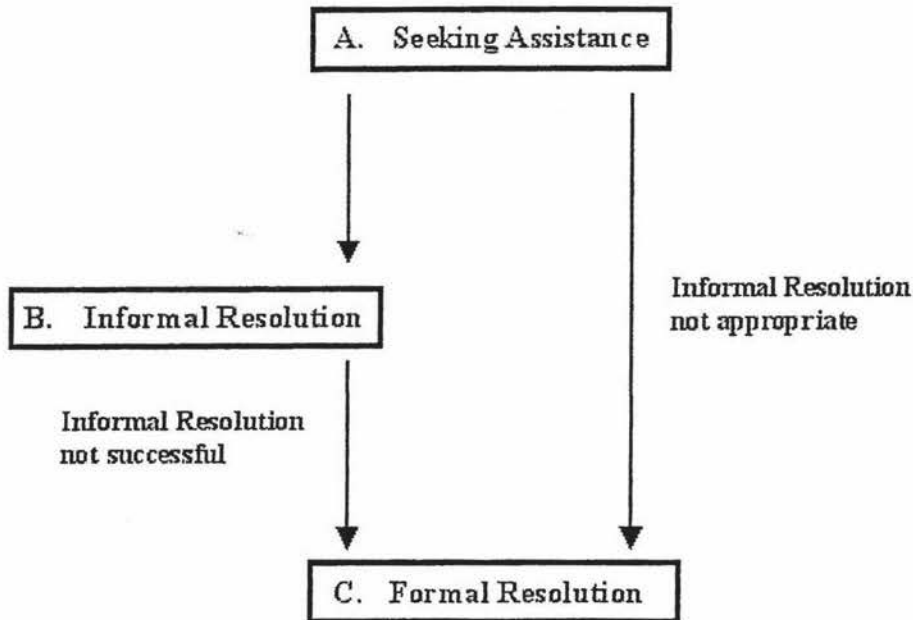 A. Seeking Assistance
Informal Resolution
not appropriate
B. Informal Resolution
Informal Resolution
not successful
C. Formal Resolution